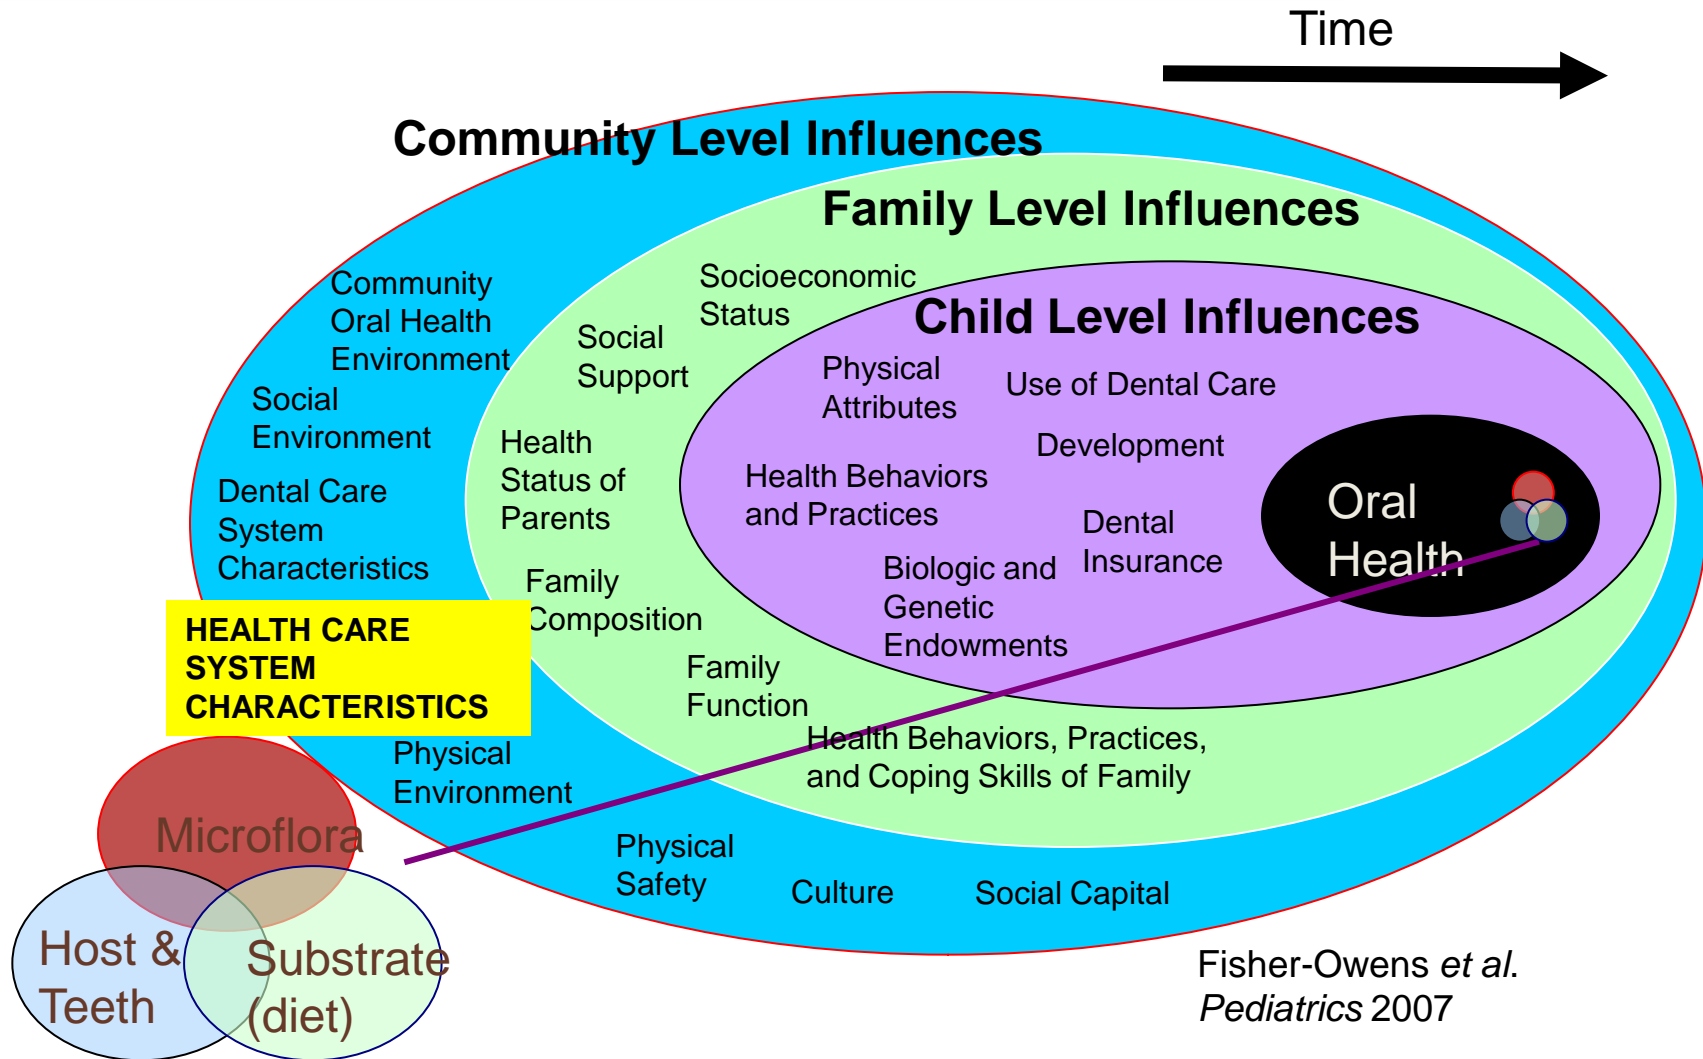 Time
Community Level Influences
Family Level Influences
Child Level Influences
Community
Oral Health
Environment
Social
Environment
Dental Care
System
Characteristics
HEALTH CARE
SYSTEM
CHARACTERISTICS
Physical
Environment
Physical
Safety
Culture
Social Capital
Socioeconomic
Status
Social
Support
Health
Status of
Parents
Family
Composition
Family
Function
Health Behaviors, Practices,
and Coping Skills of Family
Physical
Attributes
Use of Dental Care
Development
Health Behaviors
and Practices
Dental
Insurance
Biologic and
Genetic
Endowments
Oral
Health
Microflora
Host &
Teeth
Substrate
(diet)
Fisher-Owens et al.
Pediatrics 2007